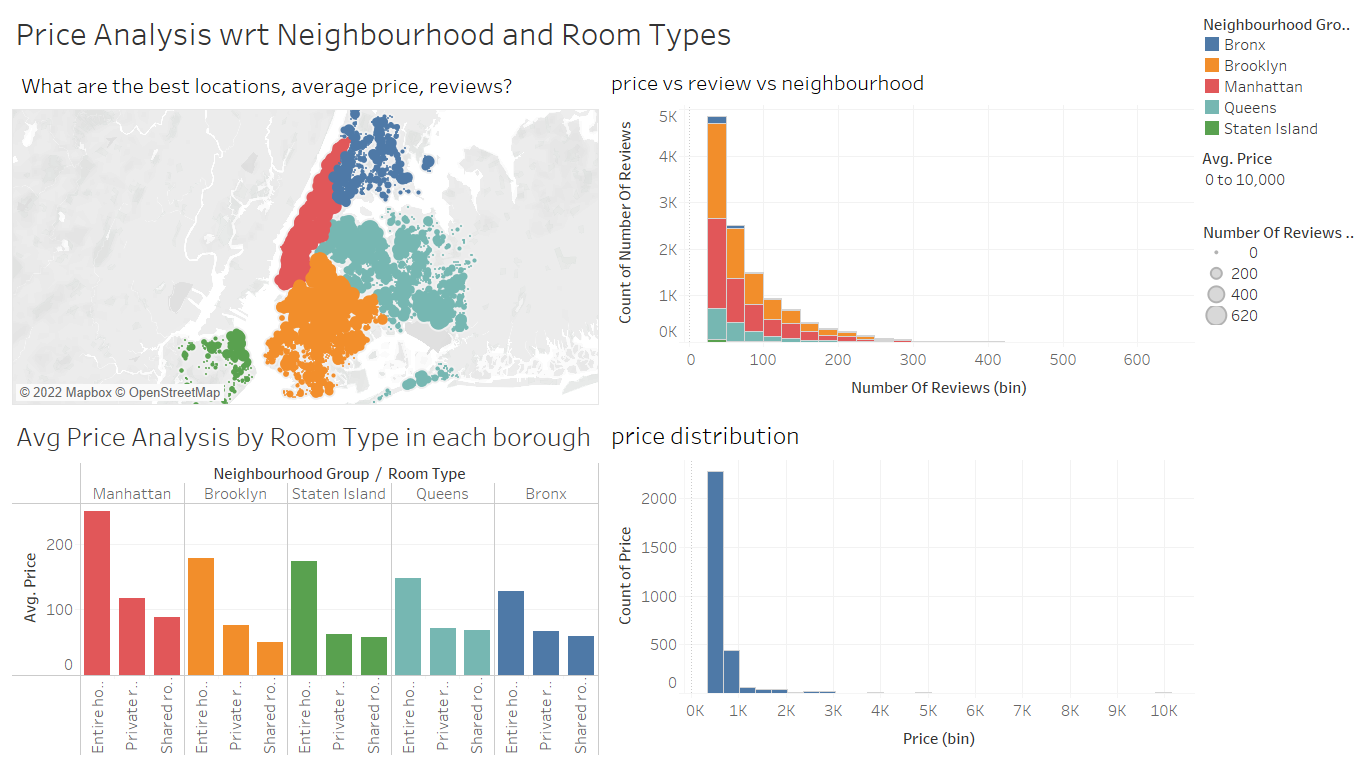 Price Analysis wrt Neighbourhood and Room Types
What are the best locations, average price, reviews?
© 2022 Mapbox © OpenStreetMap
price vs review vs neighbourhood
Count of Number Of Reviews
5K
4K
3K
2K
1K
0K
0 100 200 300 400 500 600
Number Of Reviews (bin)
Neighbourhood Gro..
Bronx
Brooklyn
Manhattan
Queens
Staten Island
Avg. Price
0 to 10,000
Number Of Reviews ..
0
200
400
620
Avg Price Analysis by Room Type in each borough
Neighbourhood Group / Room Type
Manhattan Brooklyn Staten Island Queens Bronx
Avg. Price
200
100
0
Entire ho.. Private r.. Shared ro.. Entire ho.. Private r.. Shared ro.. Entire ho.. Private r.. Shared ro.. Entire ho.. Private r.. Shared ro.. Entire ho.. Private r.. Shared ro..
price distribution
Count of Price
2000
1500
1000
500
0
0K 1K 2K 3K 4K 5K 6K 7K 8K 9K 10K
Price (bin)